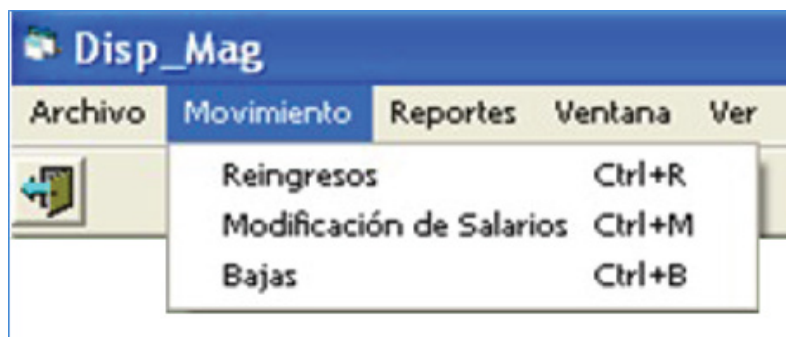 Disp_Mag
Archivo Movimiento Reportes Ventana Ver
Reingresos Ctrl+R
Modificación de Salarios Ctrl+M
Bajas Ctrl+B